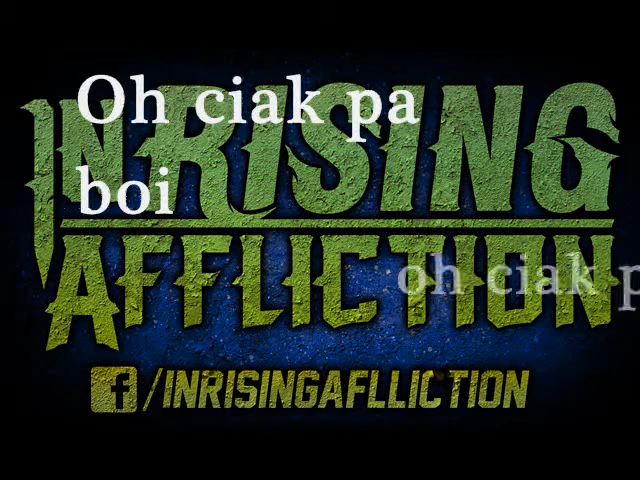 Oh ciak pa
boi
INRISING
AFFLICTION
oh ciak p
/INRISINGAFLLICTION